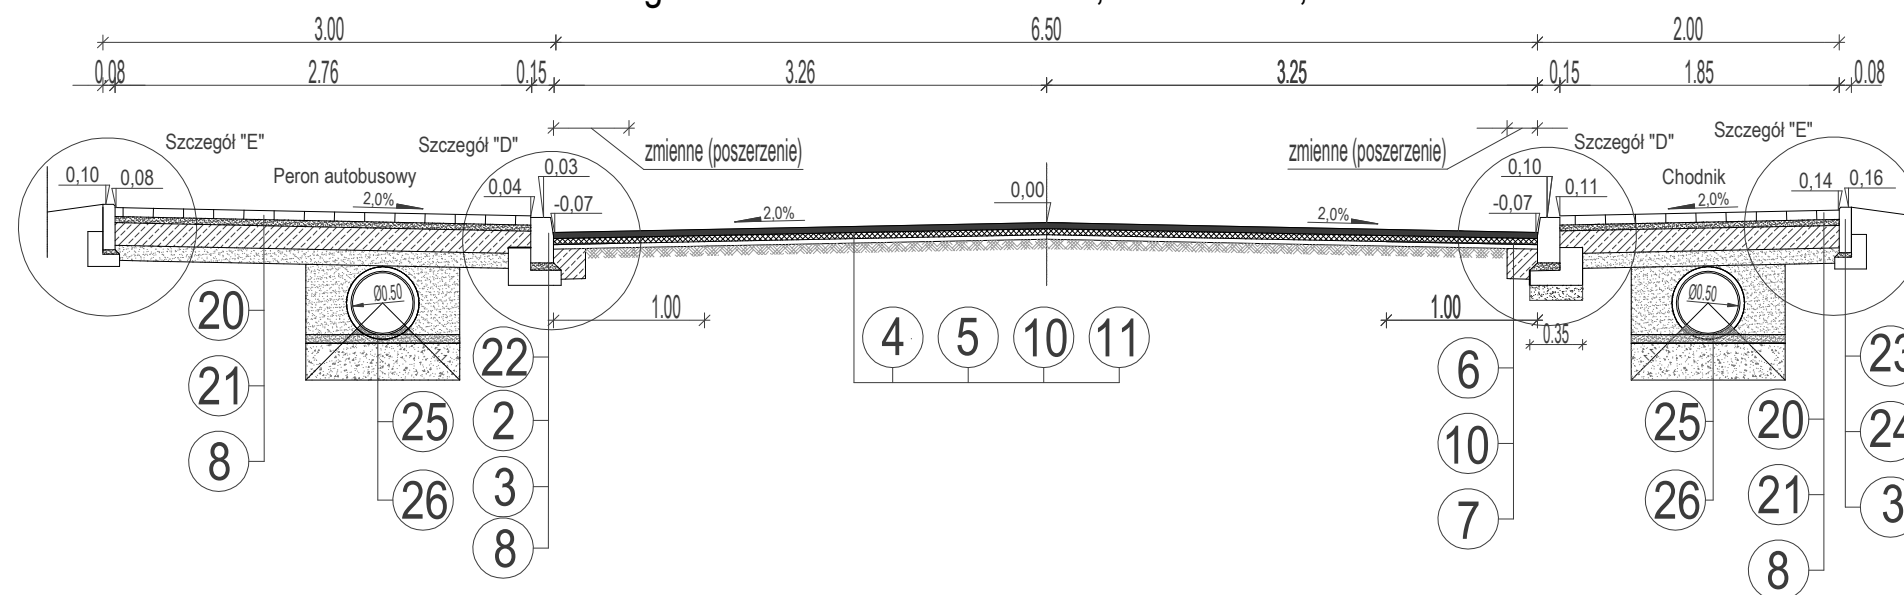 3.00 6.50 2.00
0.08 2.76 0.15 3.26 3.25 0.15 1.85 0.08
Szczegół "E" Szczegół "D" zmienne (poszerzenie) zmienne (poszerzenie) Szczegół "D" Szczegół "E"
0,10 0,08 Peron autobusowy 2,0% 0,04 0,03 -0,07 2,0% 0,00 2,0% -0,07 0,10 0,11 Chodnik 2,0% 0,14 0,16
Ø0.50 Ø0.50
1.00 1.00 0.35
20 22 4 5 10 11 6 23
21 25 2 10 25 20 24
8 26 3 7 26 21 3
8 8